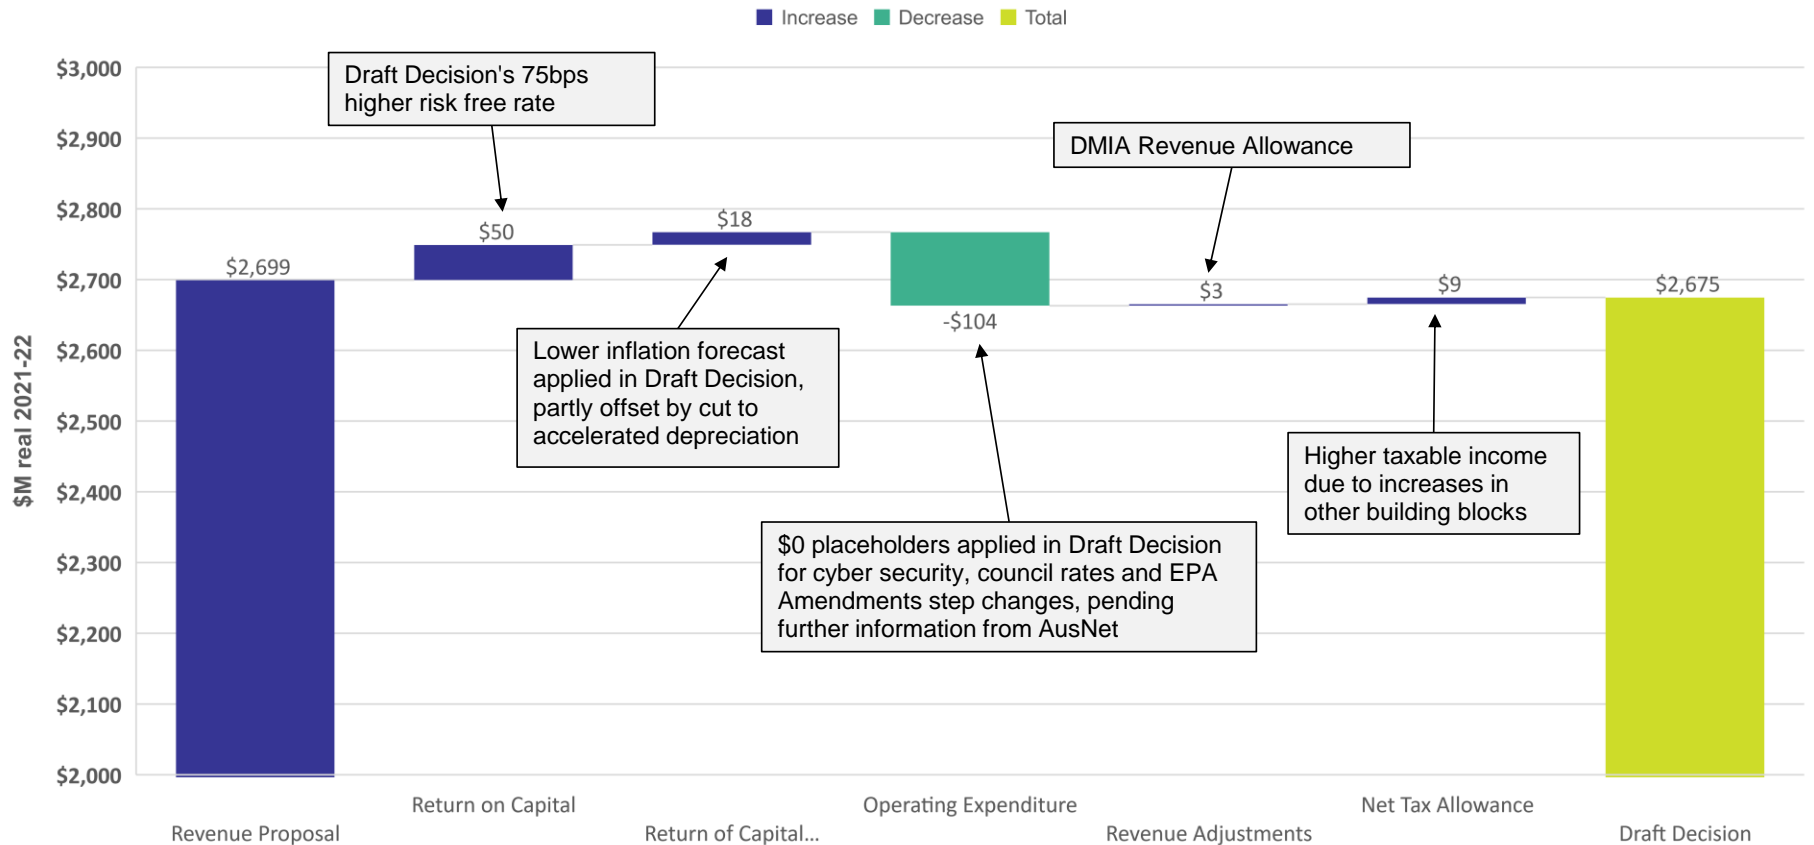 Increase Decrease Total
$3,000
$2,900
$2,800
$2,700
$2,600
$2,500
$2,400
$2,300
$2,200
$2,100
$2,000
$M real 2021-22
Draft Decision's 75bps
higher risk free rate
DMIA Revenue Allowance
$2,699
$50
$18
-$104
$3
$9
$2,675
Lower inflation forecast
applied in Draft Decision,
partly offset by cut to
accelerated depreciation
Higher taxable income
due to increases in
other building blocks
$0 placeholders applied in Draft Decision
for cyber security, council rates and EPA
Amendments step changes, pending
further information from AusNet
Revenue Proposal
Return on Capital
Return of Capital...
Operating Expenditure
Revenue Adjustments
Net Tax Allowance
Draft Decision